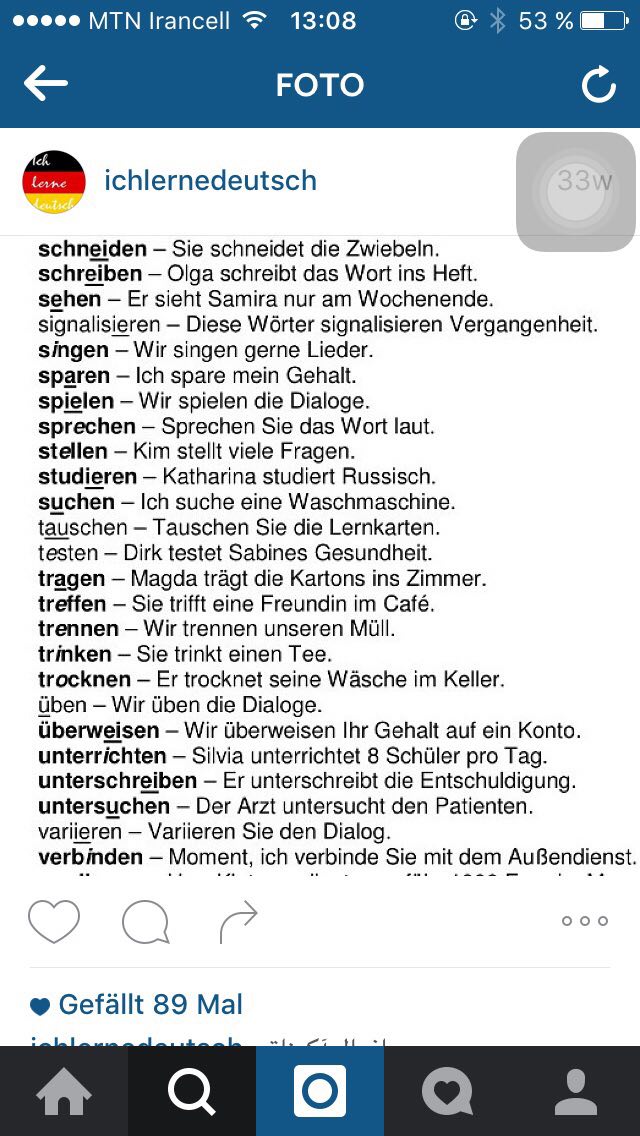 MTN Irancell 13:08 53 %
FOTO
Ich
lerne
deutsch
ichlernedeutsch 33w
schneiden – Sie schneidet die Zwiebeln.
schreiben – Olga schreibt das Wort ins Heft.
sehen – Er sieht Samira nur am Wochenende.
signalisieren – Diese Wörter signalisieren Vergangenheit.
singen – Wir singen gerne Lieder.
sparen – Ich spare mein Gehalt.
spielen – Wir spielen die Dialoge.
sprechen – Sprechen Sie das Wort laut.
stellen – Kim stellt viele Fragen.
studieren – Katharina studiert Russisch.
suchen – Ich suche eine Waschmaschine.
tauschen – Tauschen Sie die Lernkarten.
testen – Dirk testet Sabines Gesundheit.
tragen – Magda trägt die Kartons ins Zimmer.
treffen – Sie trifft eine Freundin im Café.
trennen – Wir trennen unseren Müll.
trinken – Sie trinkt einen Tee.
trocknen – Er trocknet seine Wäsche im Keller.
üben – Wir üben die Dialoge.
überweisen – Wir überweisen Ihr Gehalt auf ein Konto.
unterrichten – Silvia unterrichtet 8 Schüler pro Tag.
unterschreiben – Er unterschreibt die Entschuldigung.
untersuchen – Der Arzt untersucht den Patienten.
variieren – Variieren Sie den Dialog.
verbinden – Moment, ich verbinde Sie mit dem Außendienst.
Gefällt 89 Mal
ichlernedeutsch